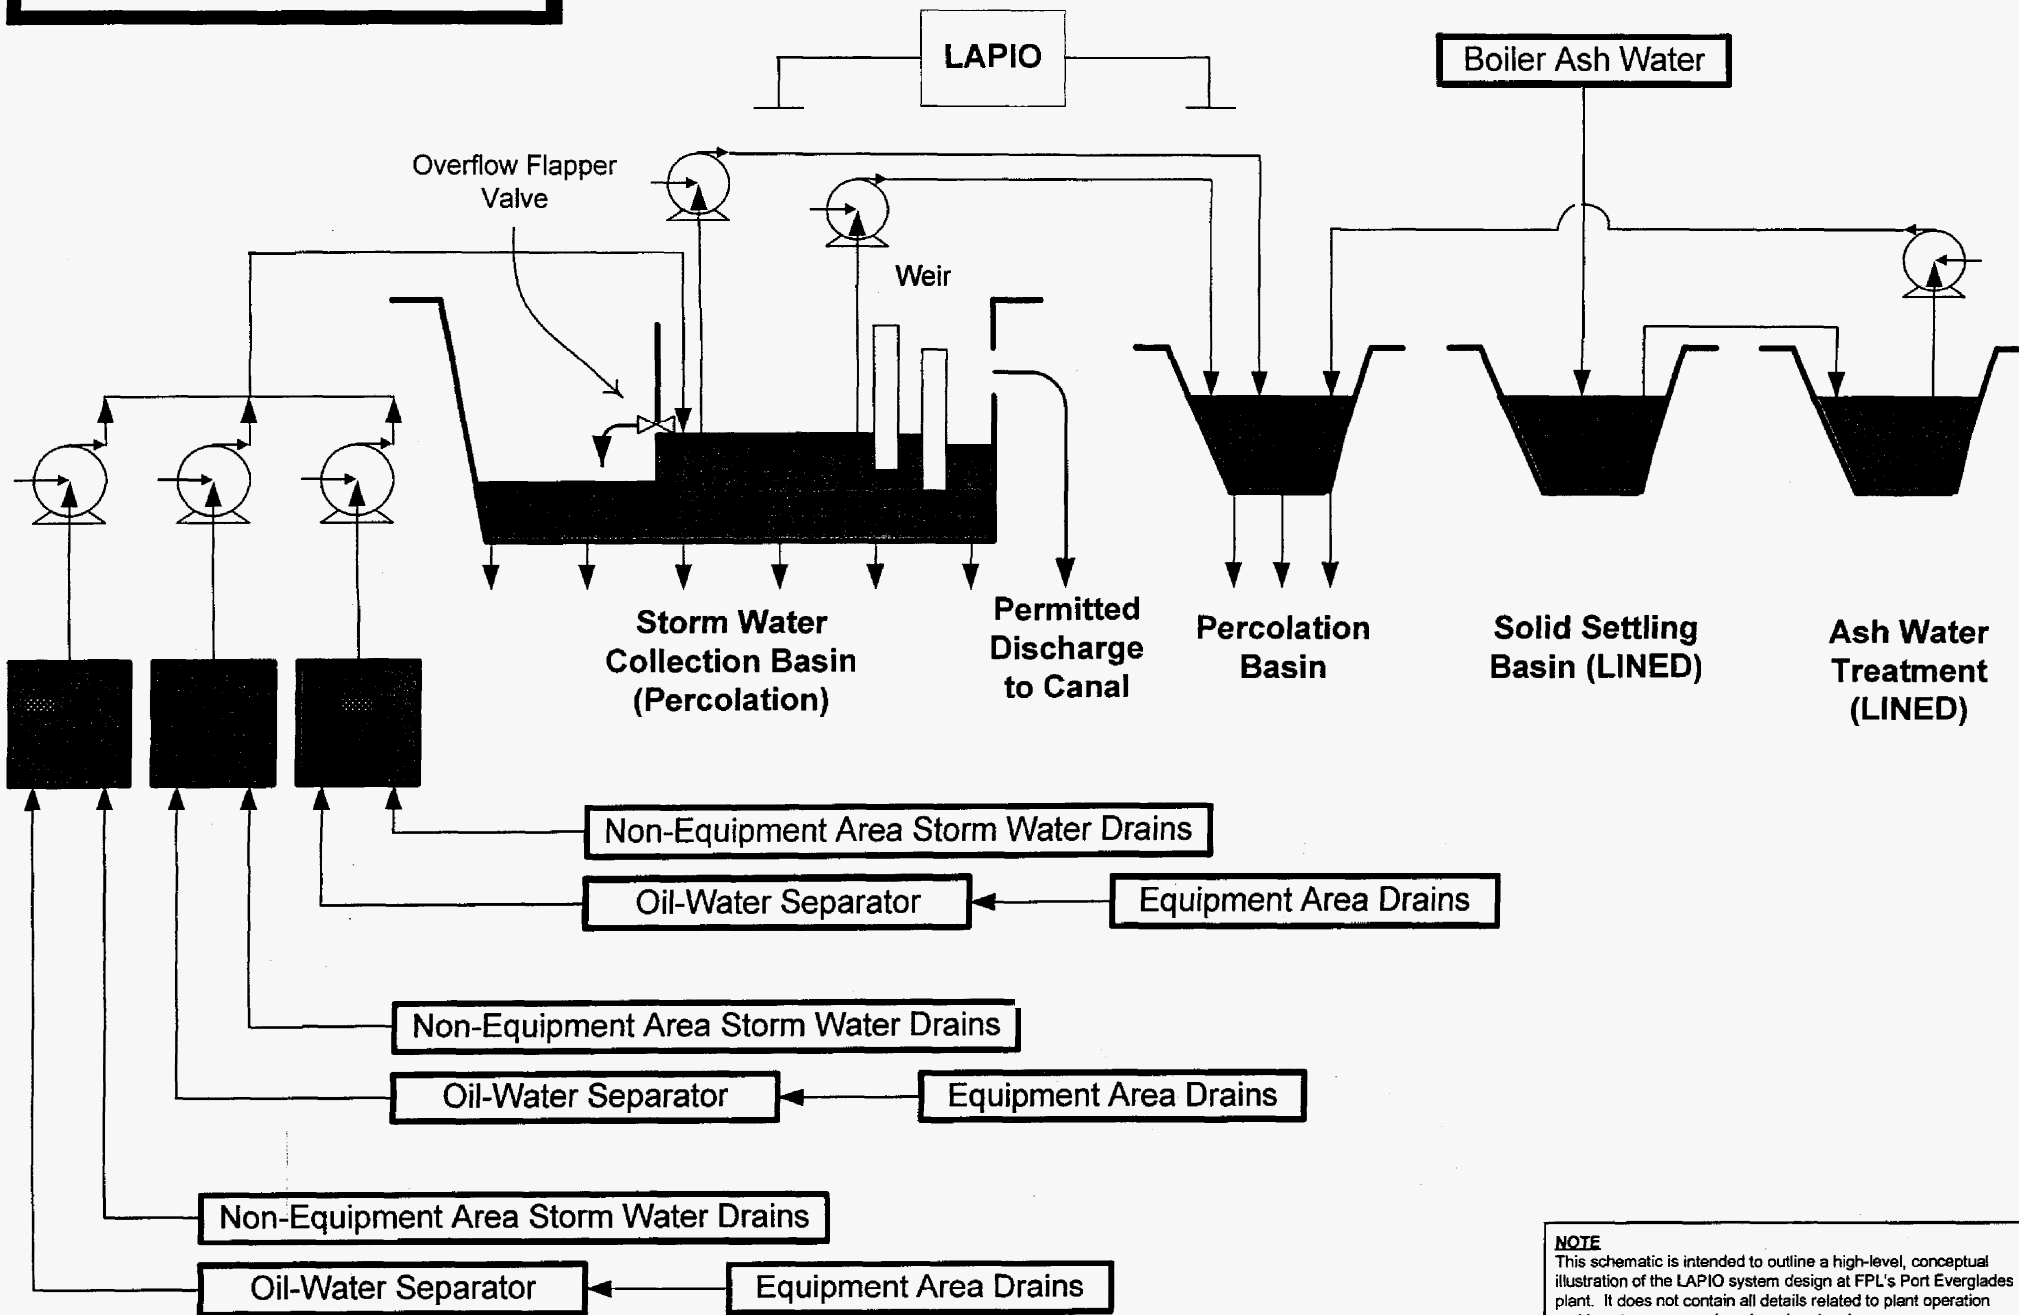 LAPIO
Boiler Ash Water
Overflow Flapper
Valve
Weir
Storm Water
Collection Basin
(Percolation)
Permitted
Discharge
to Canal
Percolation
Basin
Solid Settling
Basin (LINED)
Ash Water
Treatment
(LINED)
Non-Equipment Area Storm Water Drains
Oil-Water Separator
Equipment Area Drains
Non-Equipment Area Storm Water Drains
Oil-Water Separator
Equipment Area Drains
Non-Equipment Area Storm Water Drains
Oil-Water Separator
Equipment Area Drains
NOTE
This schematic is intended to outline a high-level, conceptual
illustration of the LAPIO system design at FPL's Port Everglades
plant. It does not contain all details related to plant operation